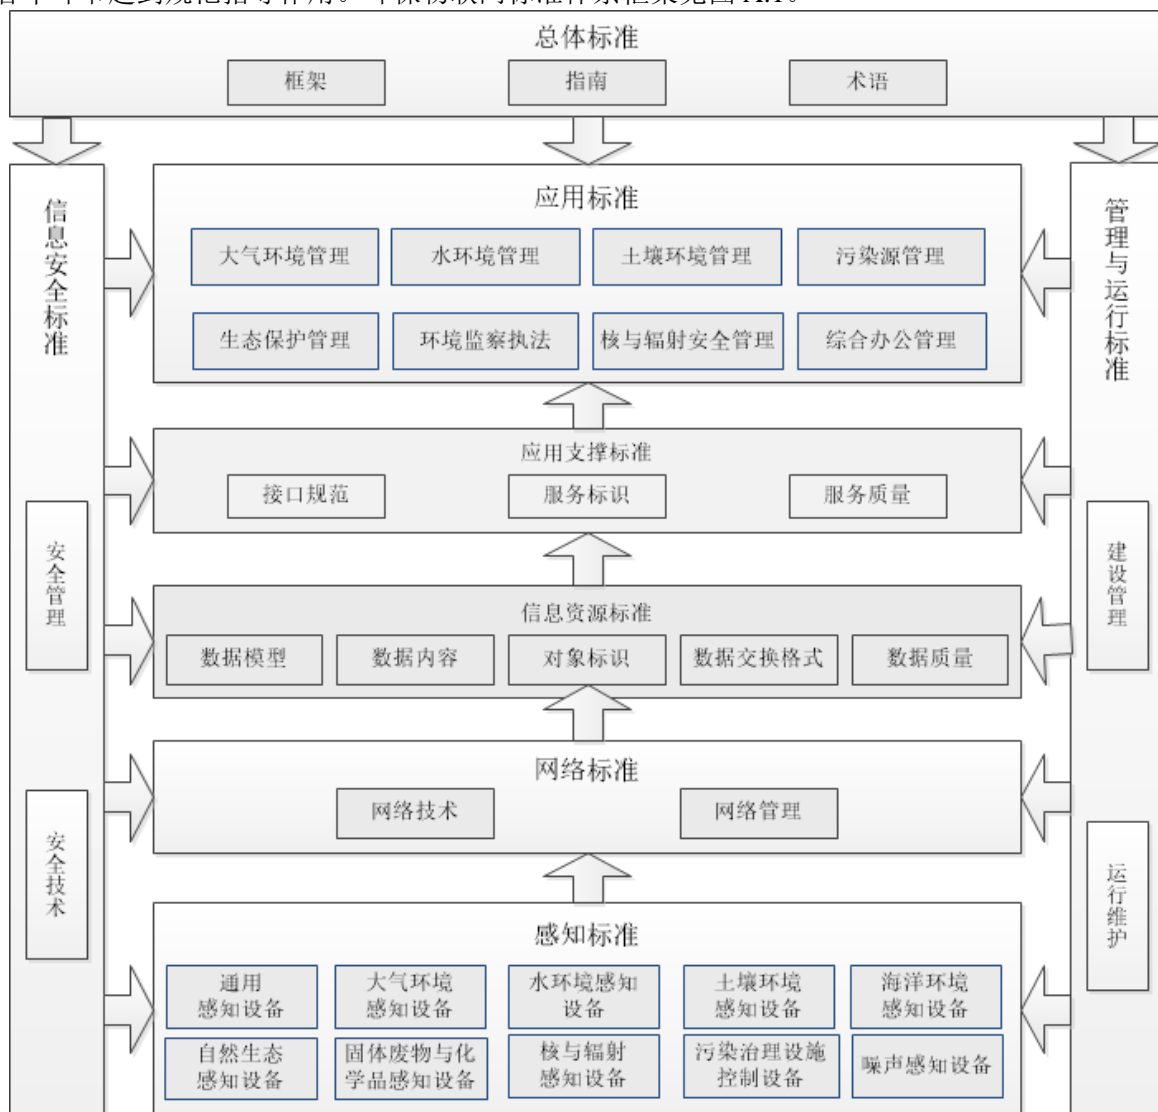 总体标准
框架
指南
术语
信息安全标准
安全管理
安全技术
应用标准
大气环境管理
水环境管理
土壤环境管理
污染源管理
生态保护管理
环境监察执法
核与辐射安全管理
综合办公管理
应用支撑标准
接口规范
服务标识
服务质量
信息资源标准
数据模型
数据内容
对象标识
数据交换格式
数据质量
网络标准
网络技术
网络管理
感知标准
通用
感知设备
大气环境
感知设备
水环境感知
设备
土壤环境
感知设备
海洋环境
感知设备
自然生态
感知设备
固体废物与化
学品感知设备
核与辐射
感知设备
污染治理设施
控制设备
噪声感知设备
管理与运行标准
建设管理
运行维护